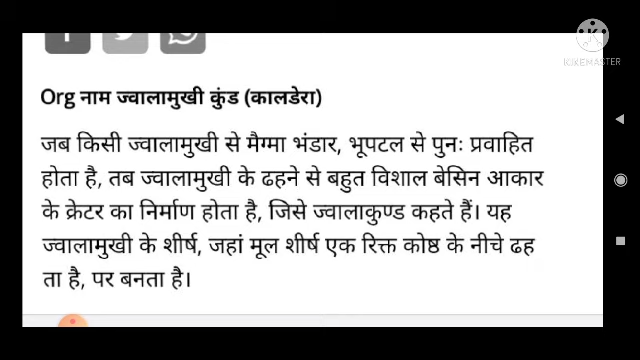 KINEMASTER
Org नाम ज्वालामुखी कुंड (कालडेरा)
जब किसी ज्वालामुखी से मैग्मा भंडार, भूपटल से पुनः प्रवाहित
होता है, तब ज्वालामुखी के ढहने से बहुत विशाल बेसिन आकार
के क्रेटर का निर्माण होता है, जिसे ज्वालाकुण्ड कहते हैं। यह
ज्वालामुखी के शीर्ष, जहां मूल शीर्ष एक रिक्त कोष्ठ के नीचे ढह
ता है, पर बनता है।